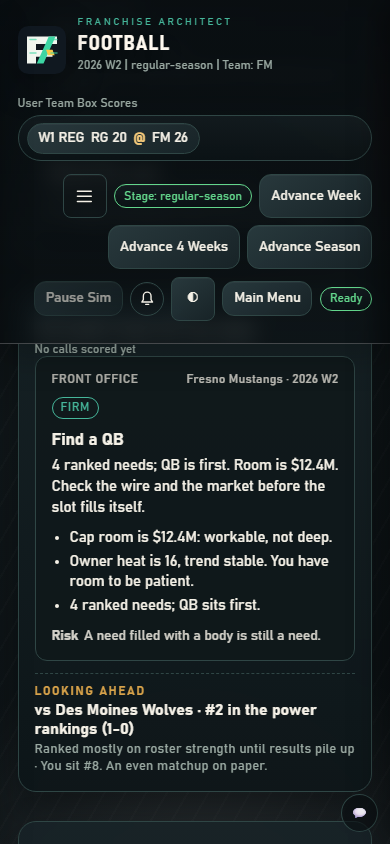 FRANCHISE ARCHITECT
FOOTBALL
2026 W2 | regular-season | Team: FM
User Team Box Scores
W1 REG RG 20 @ FM 26
Stage: regular-season
Advance Week
Advance 4 Weeks
Advance Season
Pause Sim
Main Menu
Ready
No calls scored yet
FRONT OFFICE
Fresno Mustangs · 2026 W2
FIRM
Find a QB
4 ranked needs; QB is first. Room is $12.4M.
Check the wire and the market before the
slot fills itself.
• Cap room is $12.4M: workable, not deep.
• Owner heat is 16, trend stable. You have
room to be patient.
• 4 ranked needs; QB sits first.
Risk A need filled with a body is still a need.
LOOKING AHEAD
vs Des Moines Wolves · #2 in the power
rankings (1-0)
Ranked mostly on roster strength until results pile up
· You sit #8. An even matchup on paper.